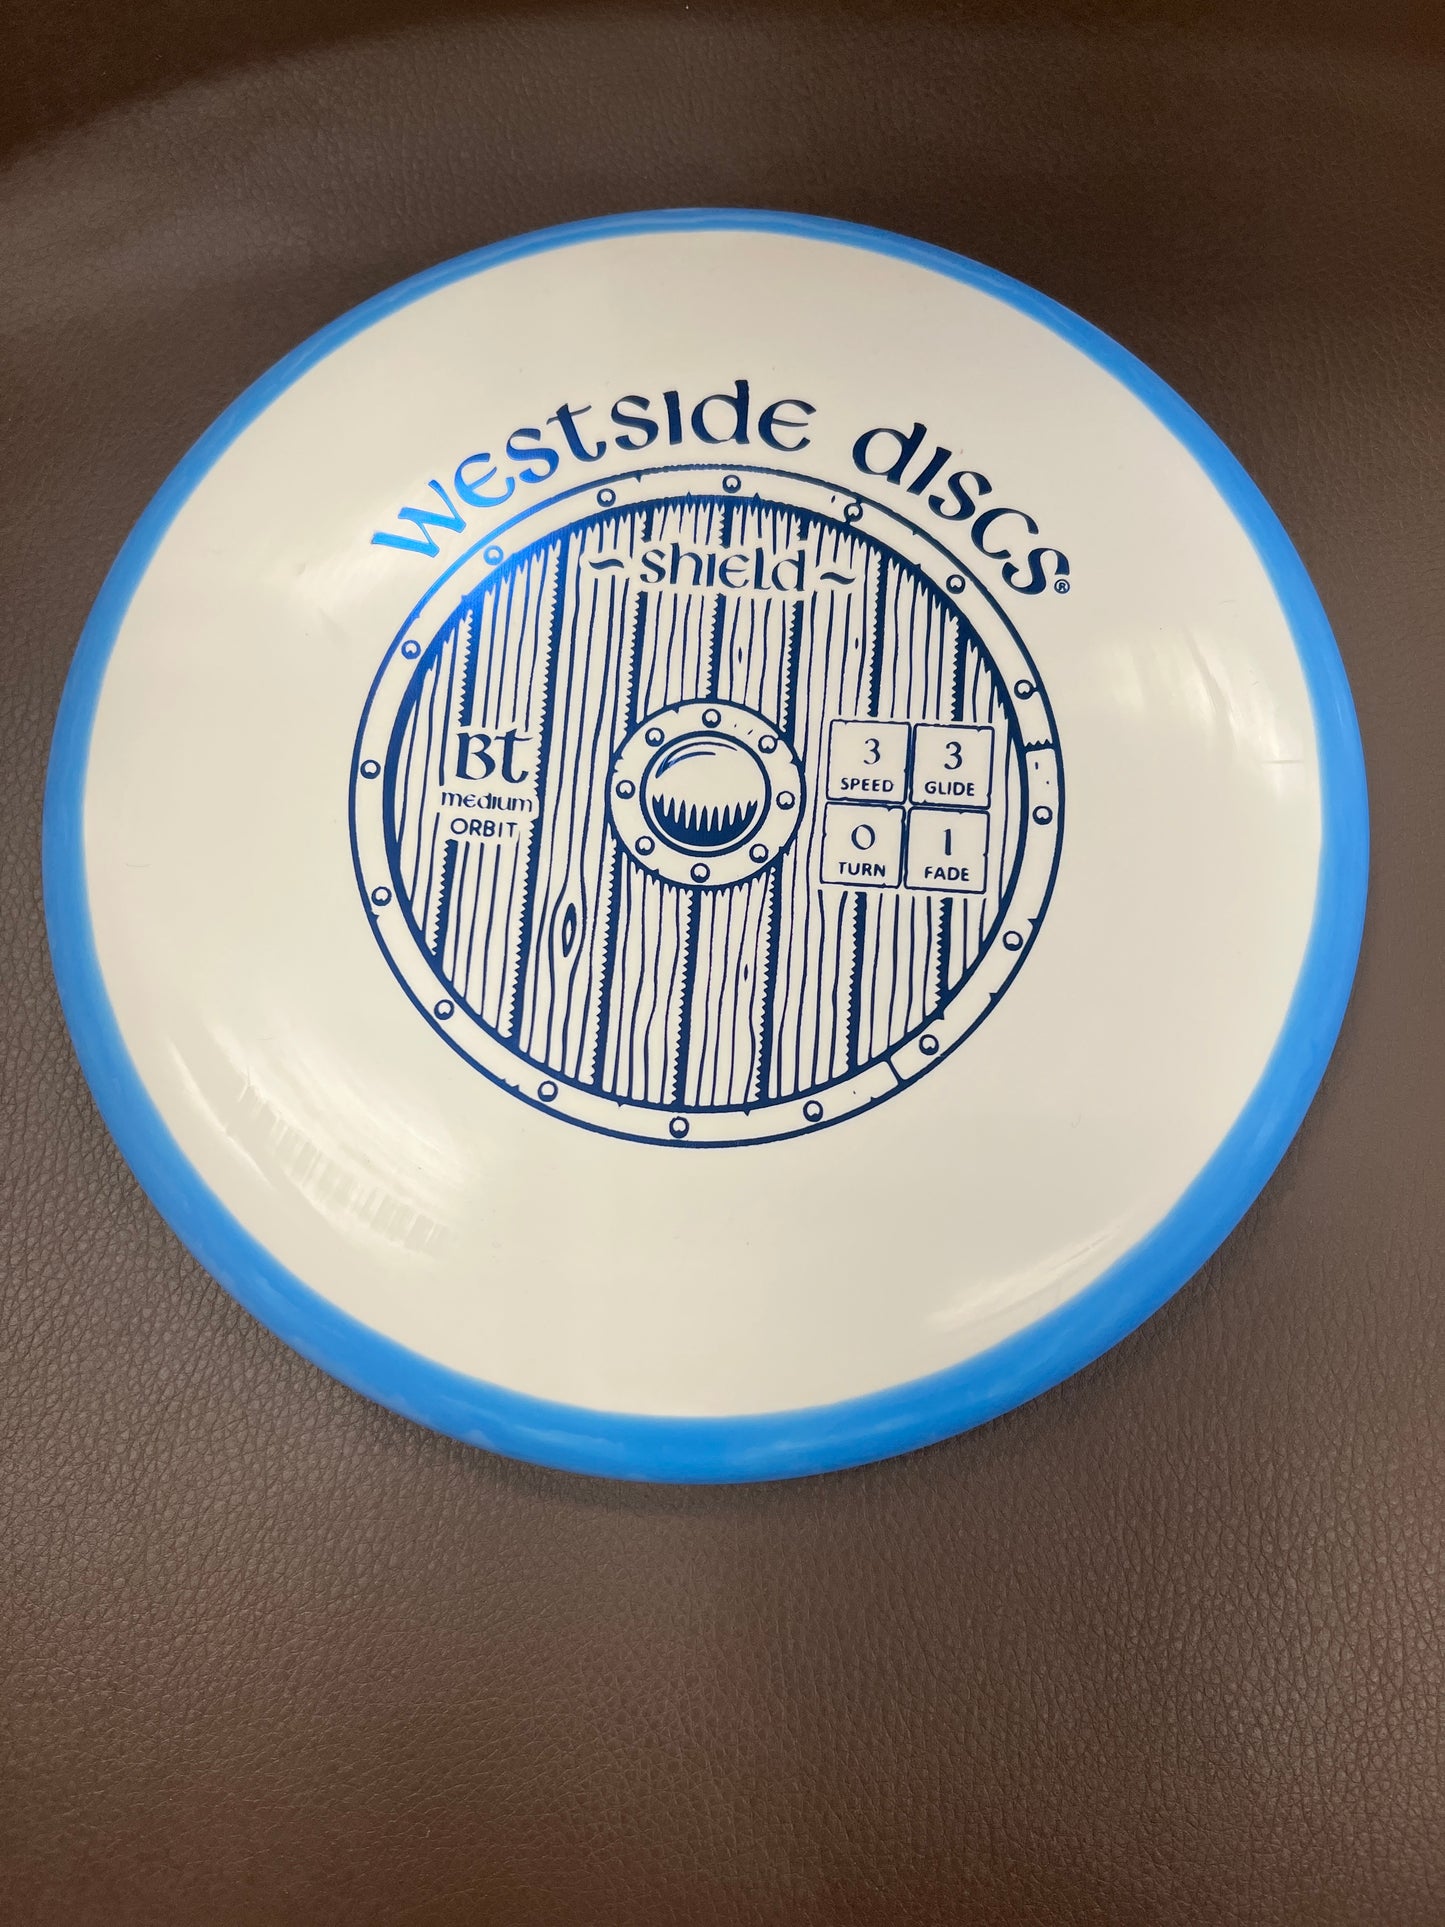 Westside Discs®
~ Shield ~
BT
MEDIUM
ORBIT
3
SPEED
3
GLIDE
0
TURN
1
FADE